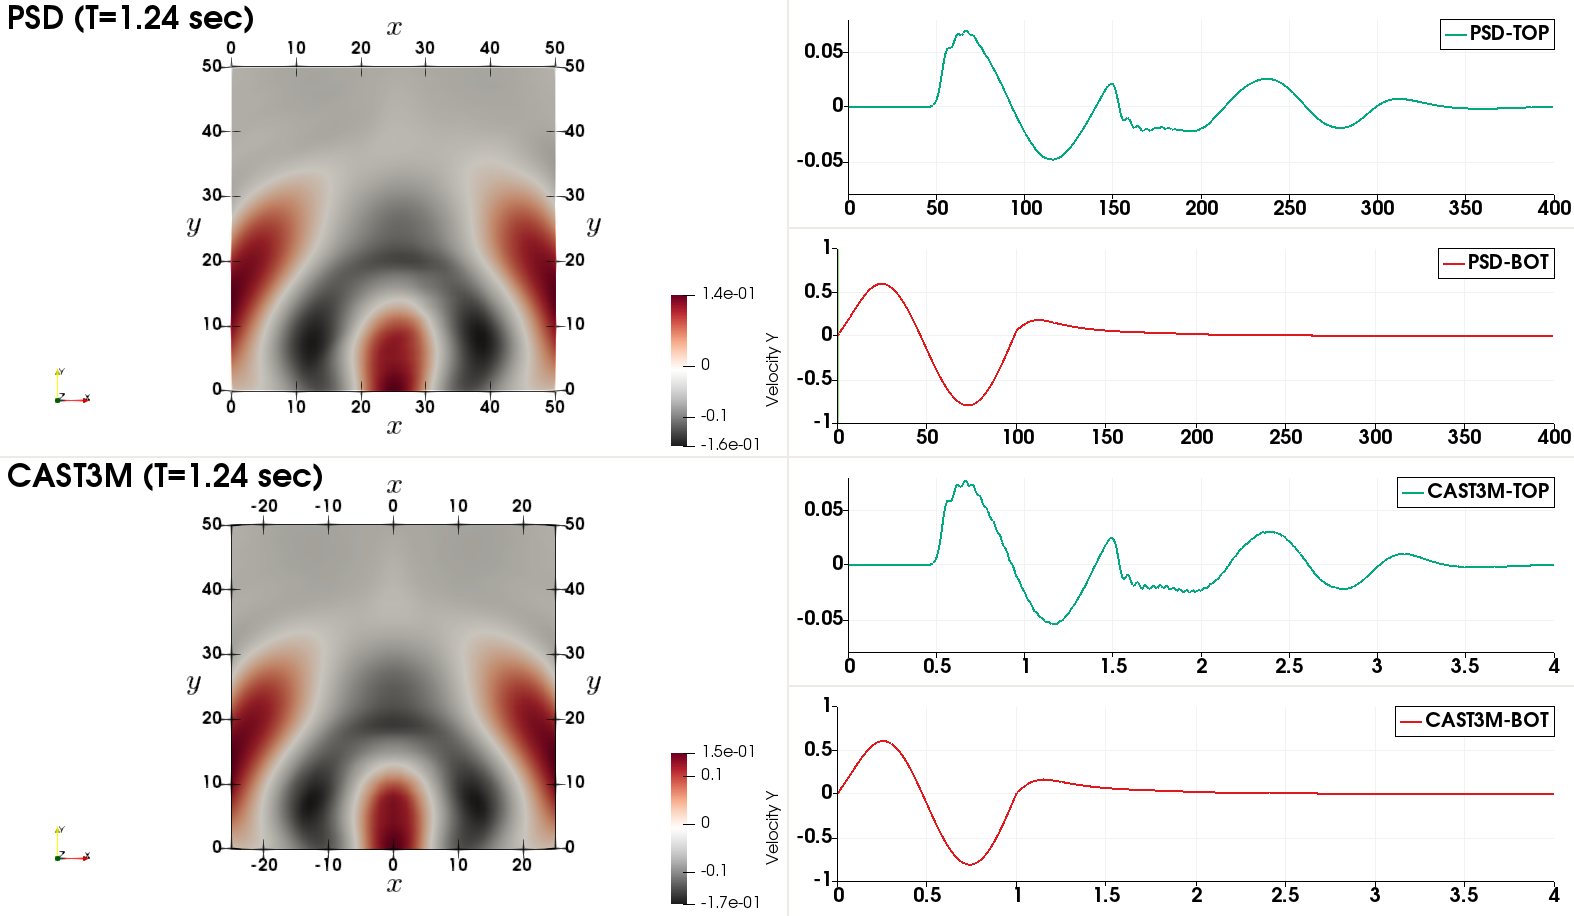 PSD (T=1.24 sec)
x
0 10 20 30 40 50
50 50
40 40
30 30
y y
20 20
10 10
0 0
0 10 20 30 40 50
x
Y
Z X
1.4e-01
0
-0.1
-1.6e-01
Velocity Y
PSD-TOP
0.05
0
-0.05
0 50 100 150 200 250 300 350 400
PSD-BOT
1
0.5
0
-0.5
-1
0 50 100 150 200 250 300 350 400
CAST3M (T=1.24 sec)
x
-20 -10 0 10 20
50 50
40 40
30 30
y y
20 20
10 10
0 0
-20 -10 0 10 20
x
Y
Z X
1.5e-01
0.1
0
-0.1
-1.7e-01
Velocity Y
CAST3M-TOP
0.05
0
-0.05
0 0.5 1 1.5 2 2.5 3 3.5 4
CAST3M-BOT
1
0.5
0
-0.5
-1
0 0.5 1 1.5 2 2.5 3 3.5 4